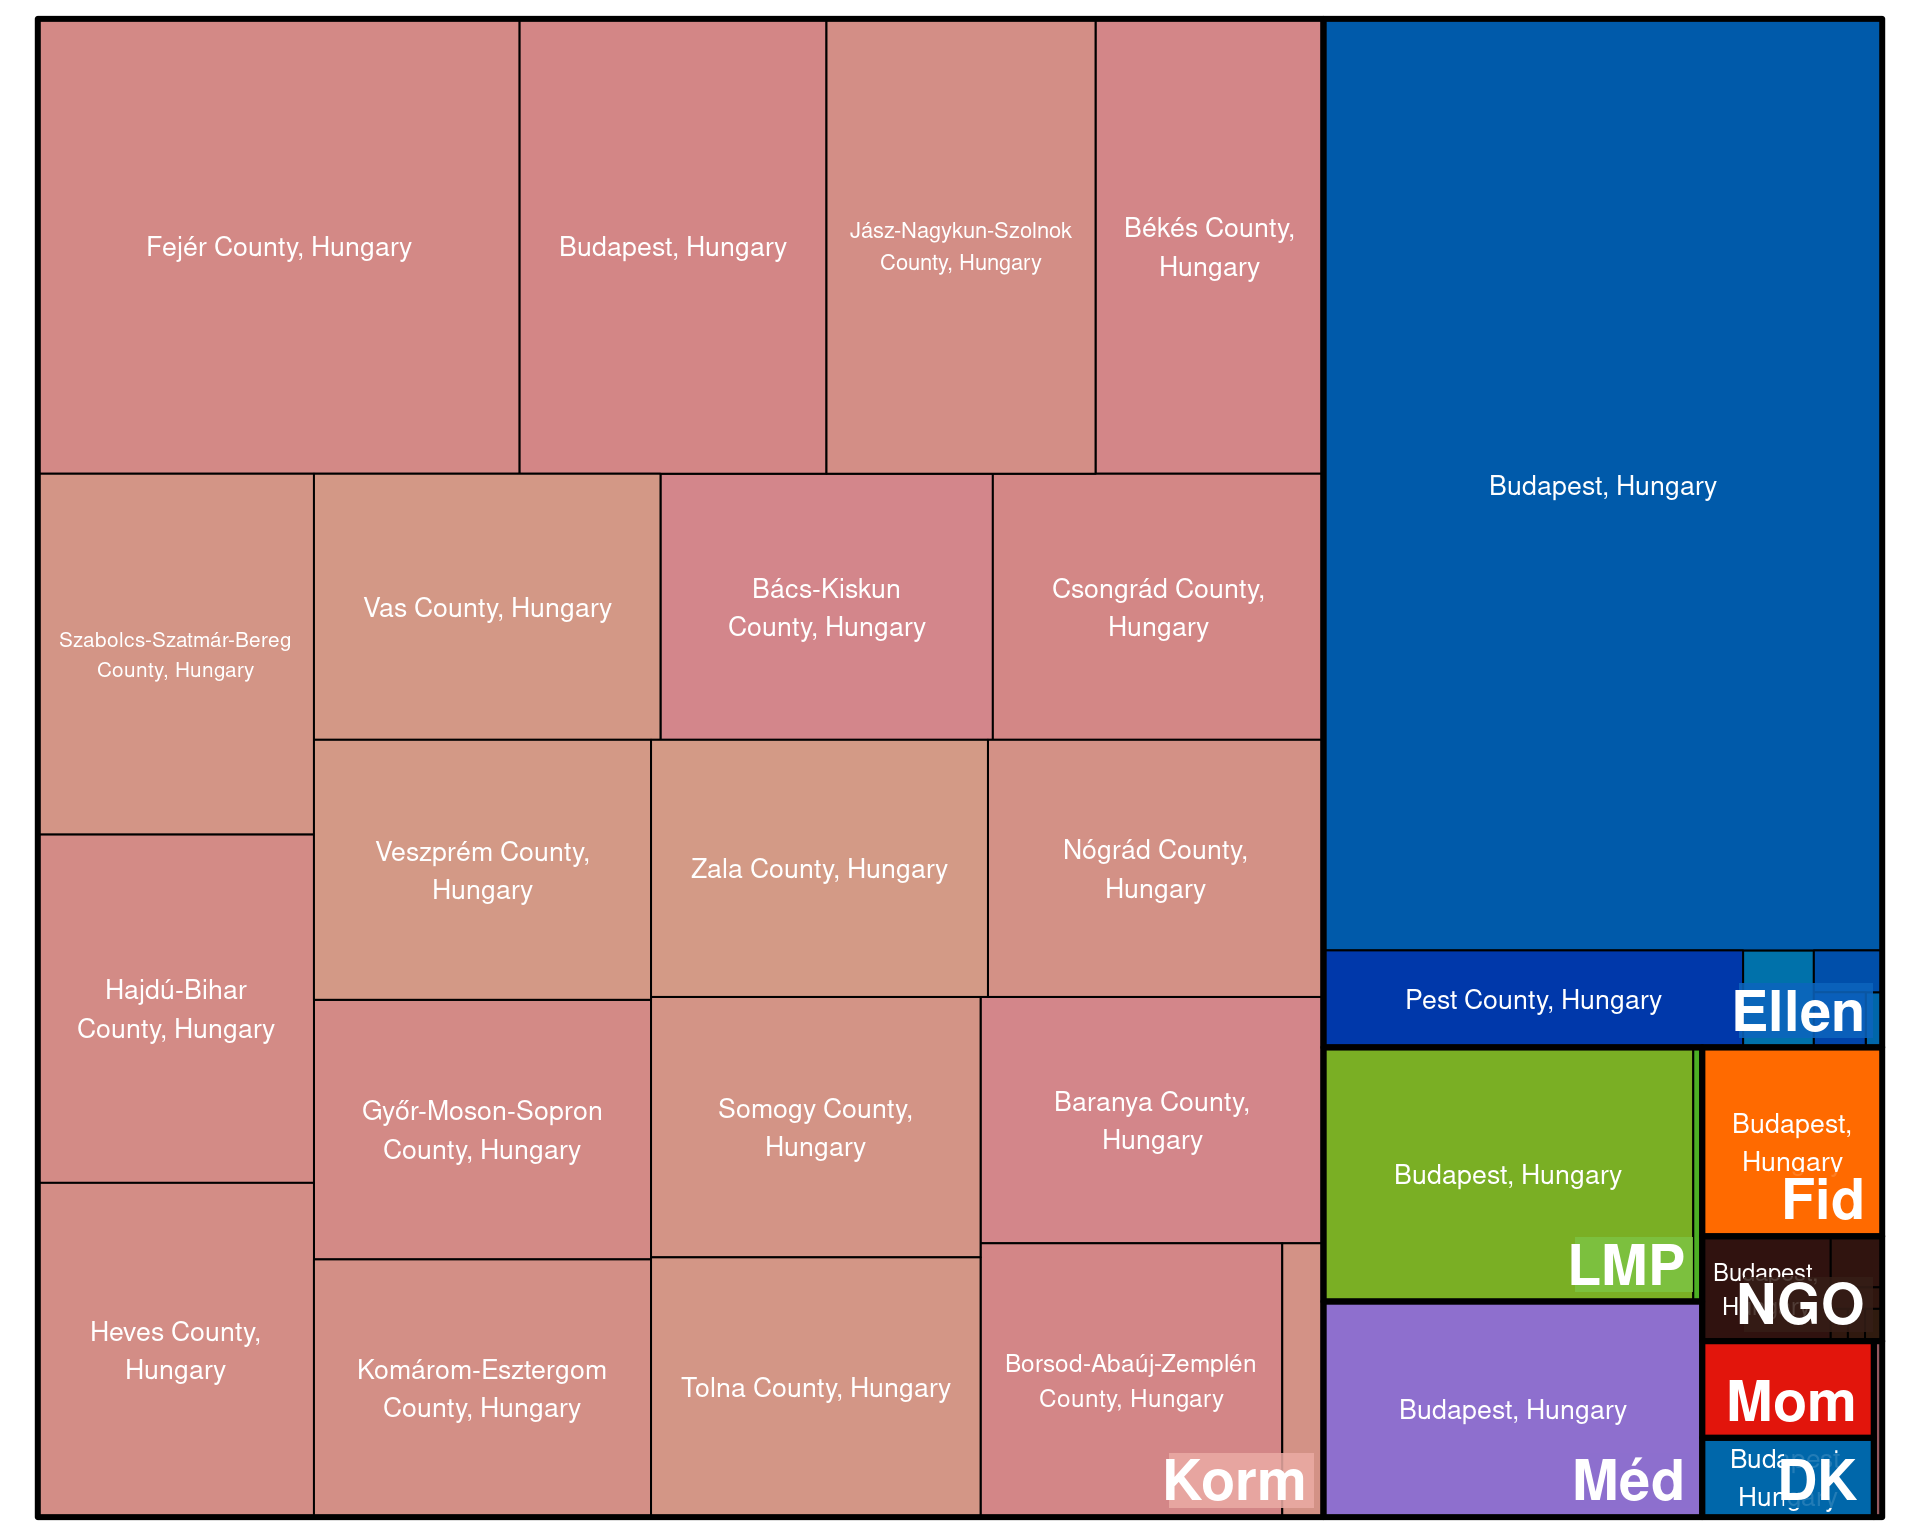 Fejér County, Hungary
Budapest, Hungary
Jász-Nagykun-Szolnok
County, Hungary
Békés County,
Hungary
Szabolcs-Szatmár-Bereg
County, Hungary
Vas County, Hungary
Bács-Kiskun
County, Hungary
Csongrád County,
Hungary
Hajdú-Bihar
County, Hungary
Veszprém County,
Hungary
Zala County, Hungary
Nógrád County,
Hungary
Heves County,
Hungary
Győr-Moson-Sopron
County, Hungary
Somogy County,
Hungary
Baranya County,
Hungary
Komárom-Esztergom
County, Hungary
Tolna County, Hungary
Borsod-Abaúj-Zemplén
County, Hungary
Korm
Budapest, Hungary
Pest County, Hungary
Ellen
Budapest, Hungary
LMP
Budapest, Hungary
Méd
Budapest,
Hungary
Fid
Budapest,
Hungary
NGO
Mom
Budapest,
Hungary
DK